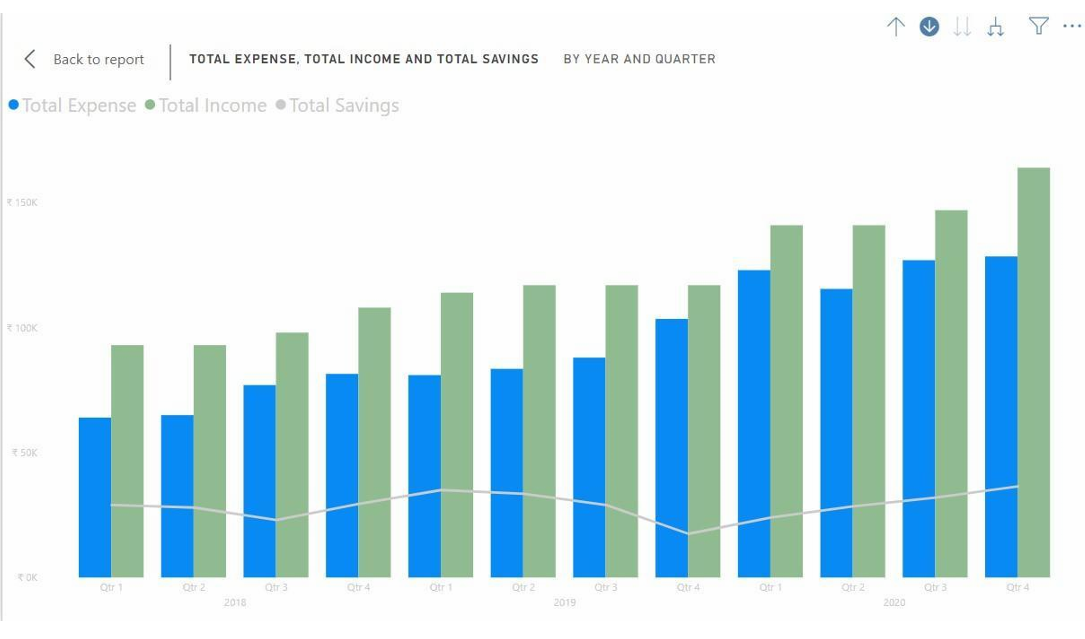 Back to report
TOTAL EXPENSE, TOTAL INCOME AND TOTAL SAVINGS BY YEAR AND QUARTER
Total Expense Total Income Total Savings
₹ 150K
₹ 100K
₹ 50K
₹ 0K
Qtr 1 Qtr 2 Qtr 3 Qtr 4 Qtr 1 Qtr 2 Qtr 3 Qtr 4 Qtr 1 Qtr 2 Qtr 3 Qtr 4
2018 2019 2020